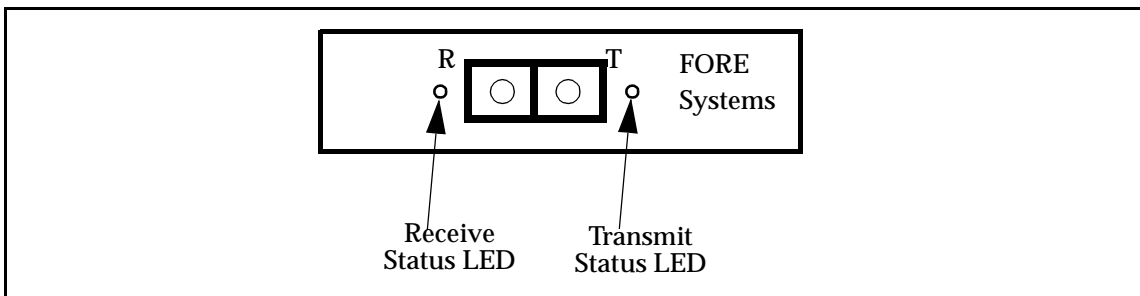 R
T
FORE
Systems
Receive
Status LED
Transmit
Status LED